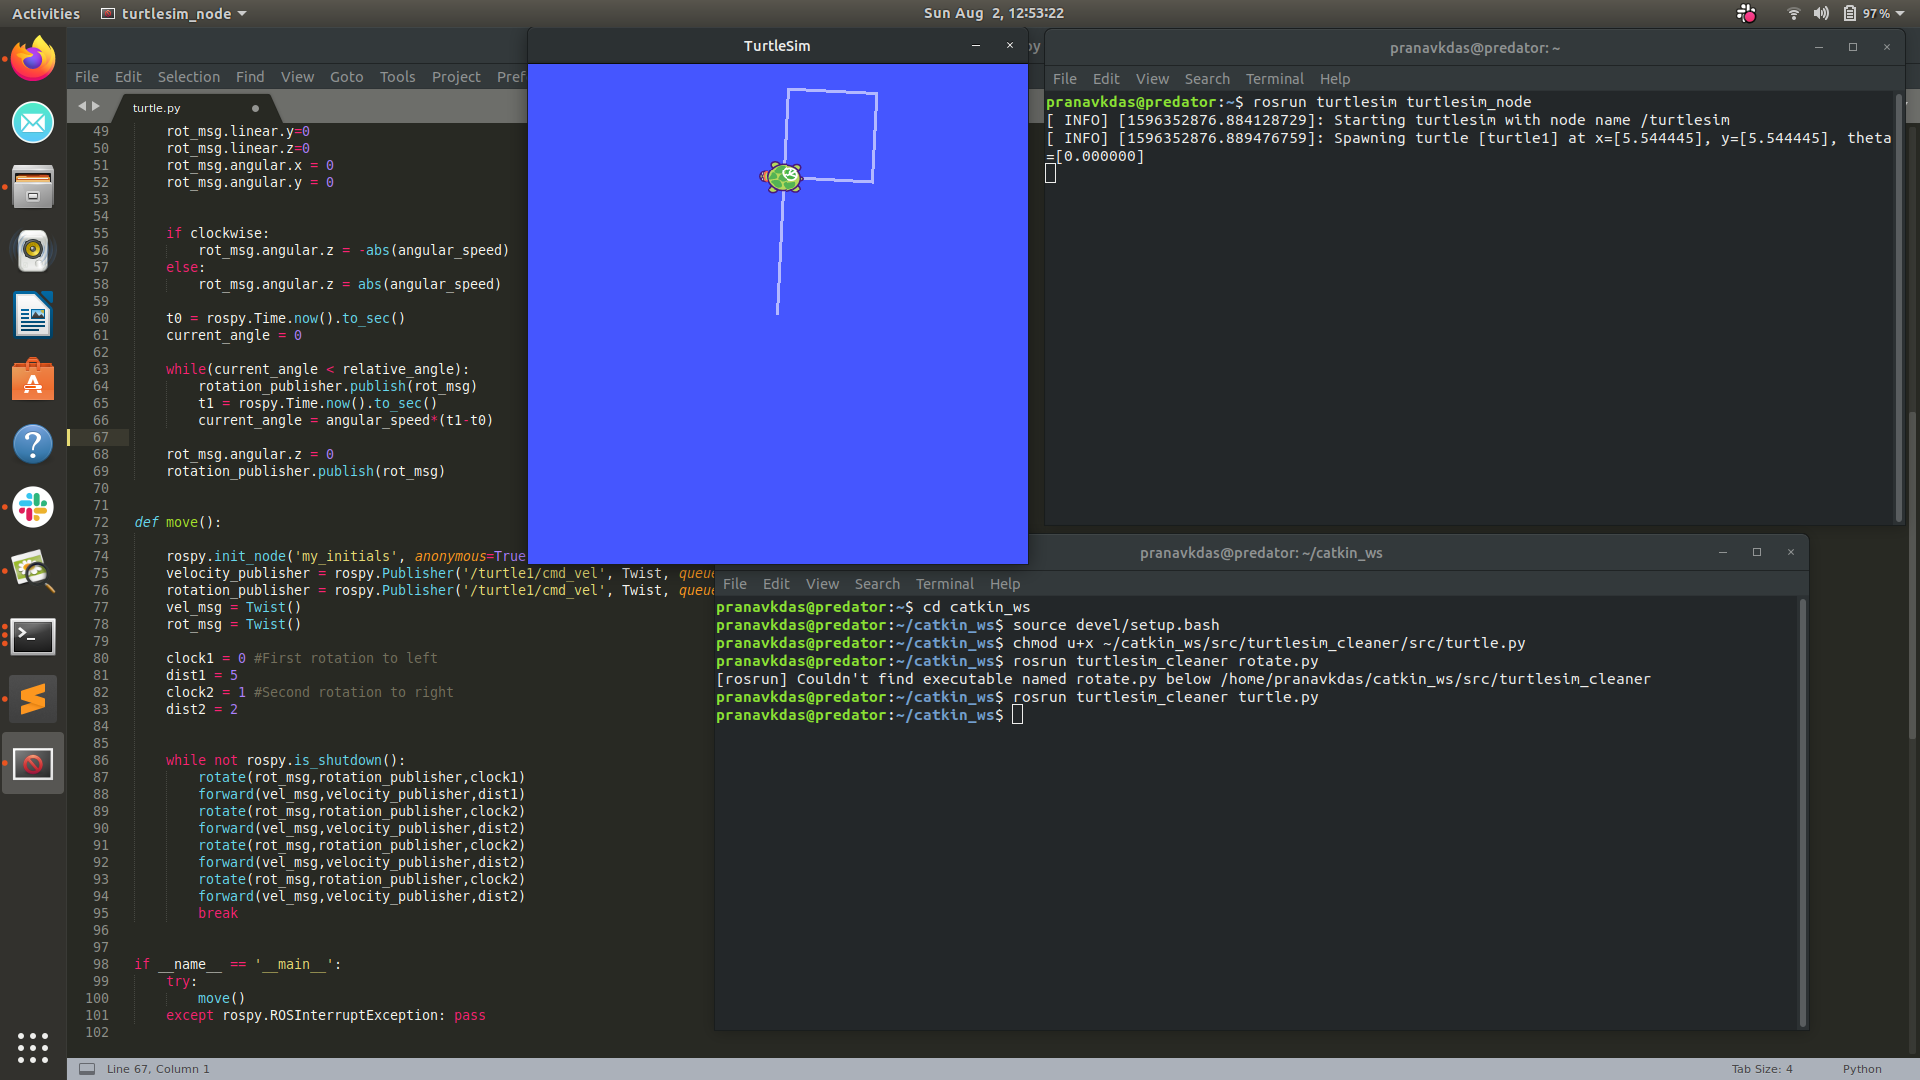 Activities
turtlesim_node
Sun Aug 2, 12:53:22
97 %
File Edit Selection Find View Goto Tools Project Pref
turtle.py
49 rot_msg.linear.y=0
50 rot_msg.linear.z=0
51 rot_msg.angular.x = 0
52 rot_msg.angular.y = 0
53
54
55 if clockwise:
56 rot_msg.angular.z = -abs(angular_speed)
57 else:
58 rot_msg.angular.z = abs(angular_speed)
59
60 t0 = rospy.Time.now().to_sec()
61 current_angle = 0
62
63 while(current_angle < relative_angle):
64 rotation_publisher.publish(rot_msg)
65 t1 = rospy.Time.now().to_sec()
66 current_angle = angular_speed*(t1-t0)
67
68 rot_msg.angular.z = 0
69 rotation_publisher.publish(rot_msg)
70
71
72 def move():
73
74 rospy.init_node('my_initials', anonymous=True
75 velocity_publisher = rospy.Publisher('/turtle1/cmd_vel', Twist, queue
76 rotation_publisher = rospy.Publisher('/turtle1/cmd_vel', Twist, queue
77 vel_msg = Twist()
78 rot_msg = Twist()
79
80 clock1 = 0 #First rotation to left
81 dist1 = 5
82 clock2 = 1 #Second rotation to right
83 dist2 = 2
84
85
86 while not rospy.is_shutdown():
87 rotate(rot_msg,rotation_publisher,clock1)
88 forward(vel_msg,velocity_publisher,dist1)
89 rotate(rot_msg,rotation_publisher,clock2)
90 forward(vel_msg,velocity_publisher,dist2)
91 rotate(rot_msg,rotation_publisher,clock2)
92 forward(vel_msg,velocity_publisher,dist2)
93 rotate(rot_msg,rotation_publisher,clock2)
94 forward(vel_msg,velocity_publisher,dist2)
95 break
96
97
98 if __name__ == '__main__':
99 try:
100 move()
101 except rospy.ROSInterruptException: pass
102
Line 67, Column 1
Tab Size: 4
Python
TurtleSim
py
pranavkdas@predator: ~
File Edit View Search Terminal Help
pranavkdas@predator:~$ rosrun turtlesim turtlesim_node
[ INFO] [1596352876.884128729]: Starting turtlesim with node name /turtlesim
[ INFO] [1596352876.889476759]: Spawning turtle [turtle1] at x=[5.544445], y=[5.544445], theta
=[0.000000]
pranavkdas@predator: ~/catkin_ws
File Edit View Search Terminal Help
pranavkdas@predator:~$ cd catkin_ws
pranavkdas@predator:~/catkin_ws$ source devel/setup.bash
pranavkdas@predator:~/catkin_ws$ chmod u+x ~/catkin_ws/src/turtlesim_cleaner/src/turtle.py
pranavkdas@predator:~/catkin_ws$ rosrun turtlesim_cleaner rotate.py
[rosrun] Couldn't find executable named rotate.py below /home/pranavkdas/catkin_ws/src/turtlesim_cleaner
pranavkdas@predator:~/catkin_ws$ rosrun turtlesim_cleaner turtle.py
pranavkdas@predator:~/catkin_ws$